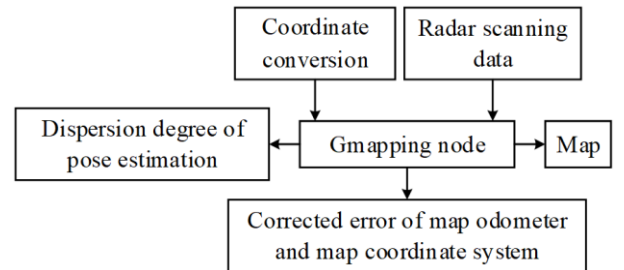 Coordinate
conversion
Radar scanning
data
Dispersion degree of
pose estimation
Gmapping node
Map
Corrected error of map odometer
and map coordinate system